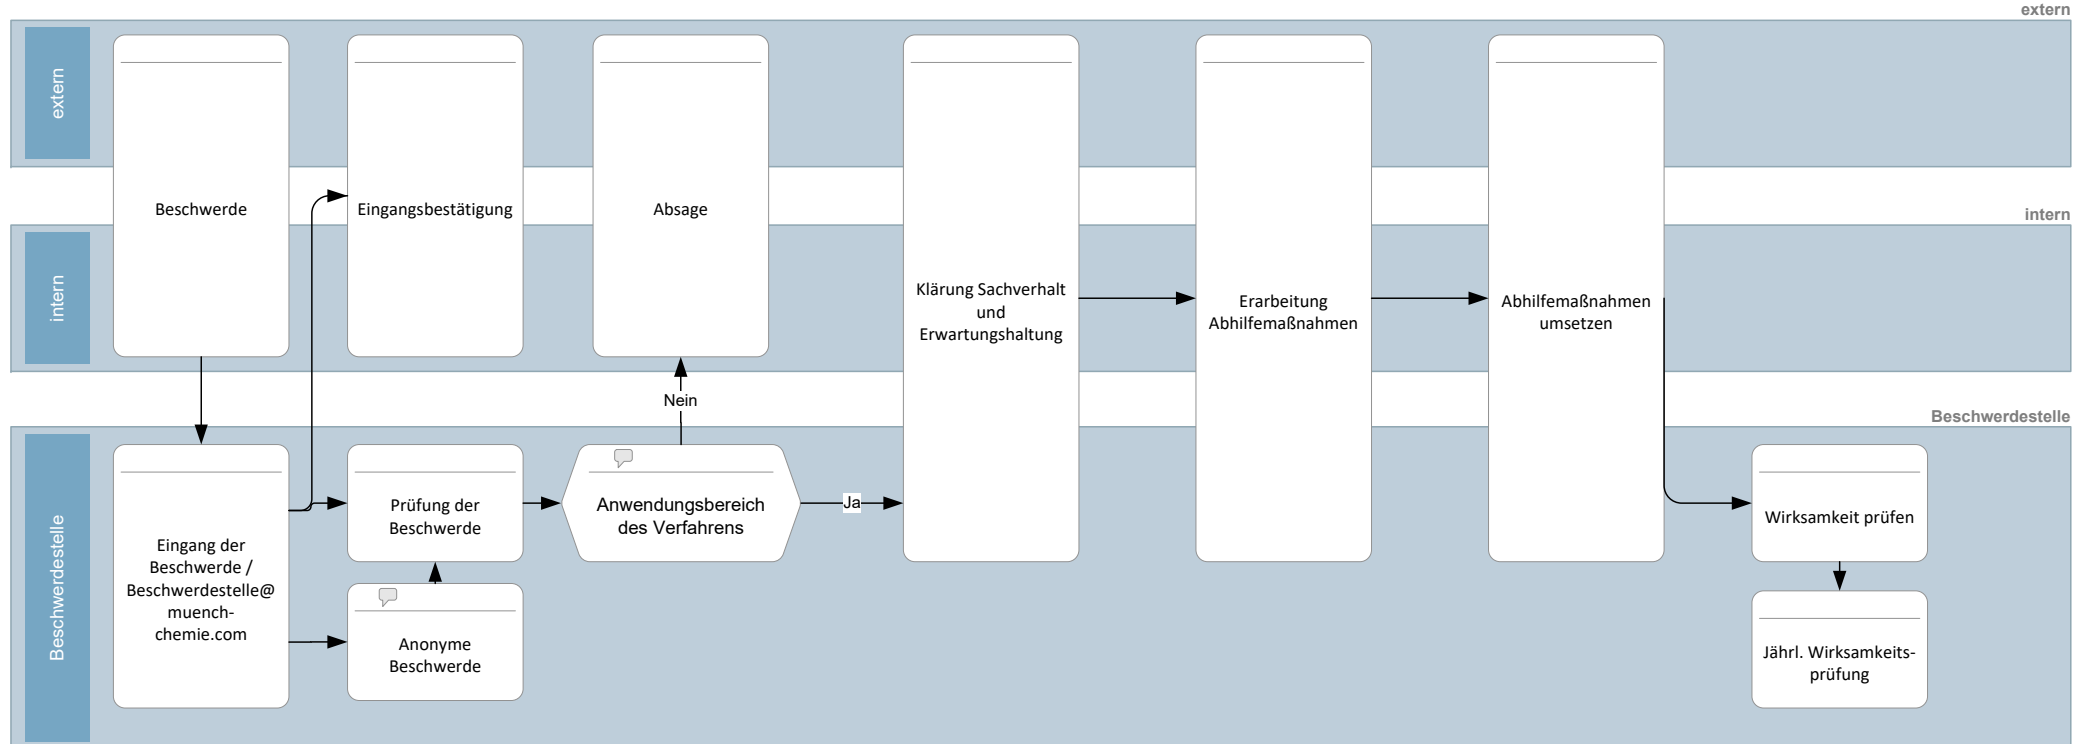 extern
extern
Beschwerde
Eingangsbestätigung
Absage
intern
intern
Klärung Sachverhalt
und
Erwartungshaltung
Erarbeitung
Abhilfemaßnahmen
Abhilfemaßnahmen
umsetzen
Nein
Beschwerdestelle
Beschwerdestelle
Eingang der
Beschwerde /
Beschwerdestelle@
muench-
chemie.com
Prüfung der
Beschwerde
Anonyme
Beschwerde
Anwendungsbereich
des Verfahrens
Ja
Wirksamkeit prüfen
Jährl. Wirksamkeits-
prüfung